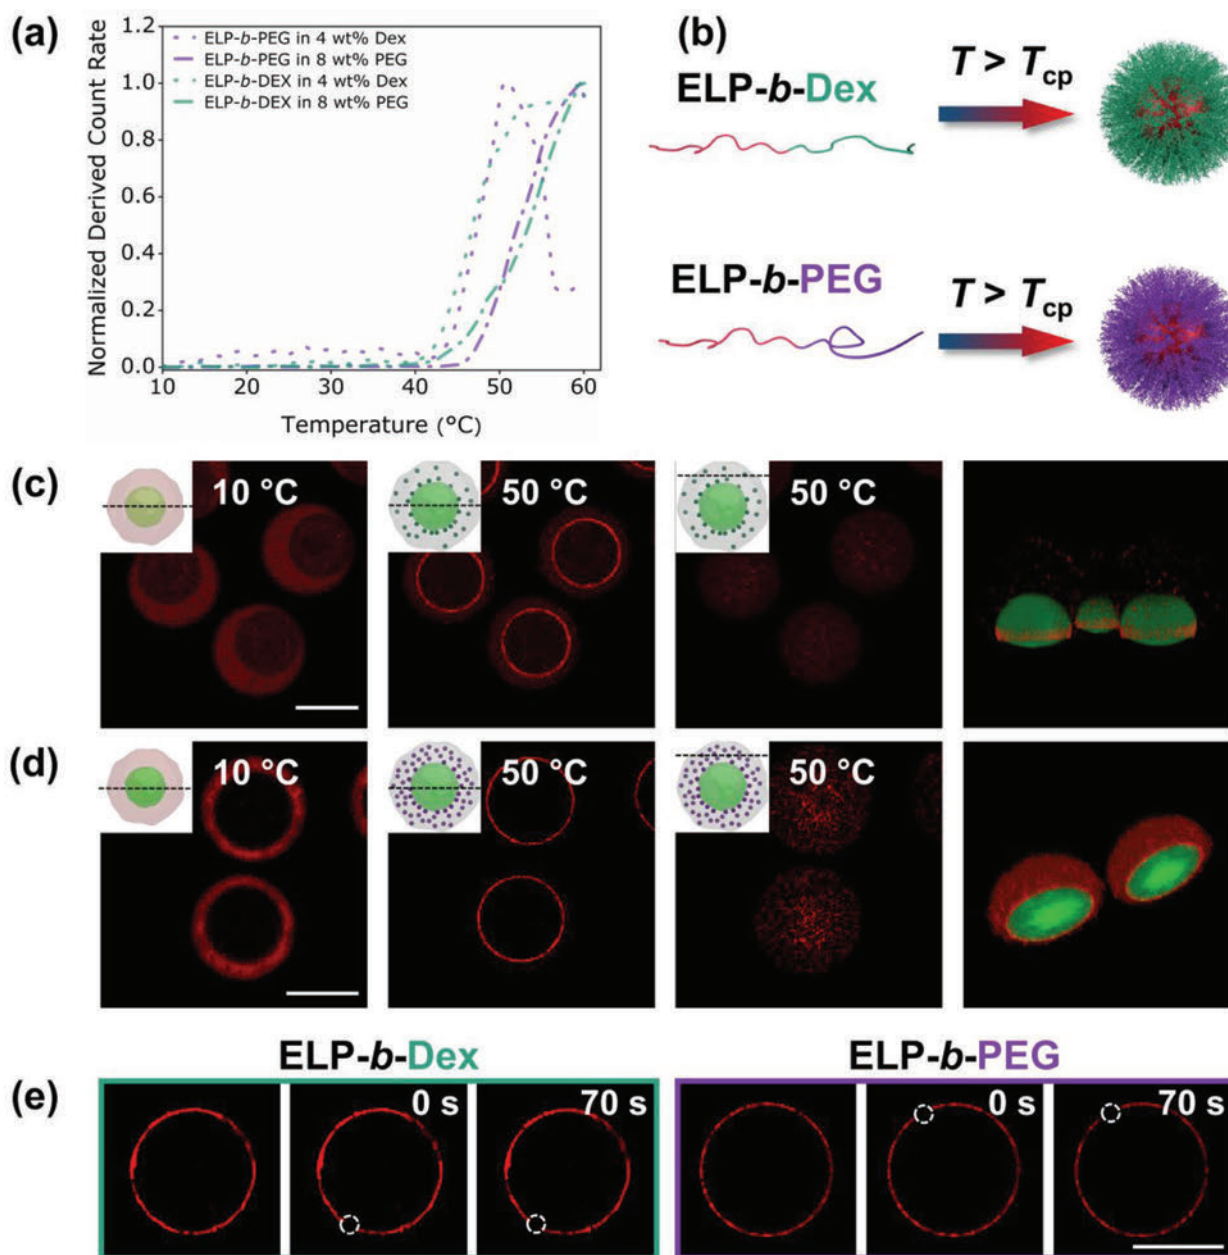 (a)
1.2
1.0
0.8
0.6
0.4
0.2
0.0
Normalized Derived Count Rate
ELP-b-PEG in 4 wt% Dex
ELP-b-PEG in 8 wt% PEG
ELP-b-DEX in 4 wt% Dex
ELP-b-DEX in 8 wt% PEG
10 20 30 40 50 60
Temperature (°C)
(b)
ELP-b-Dex
T > Tcp
ELP-b-PEG
T > Tcp
(c)
10 °C
50 °C
50 °C
(d)
10 °C
50 °C
50 °C
ELP-b-Dex
ELP-b-PEG
(e)
0 s
70 s
0 s
70 s